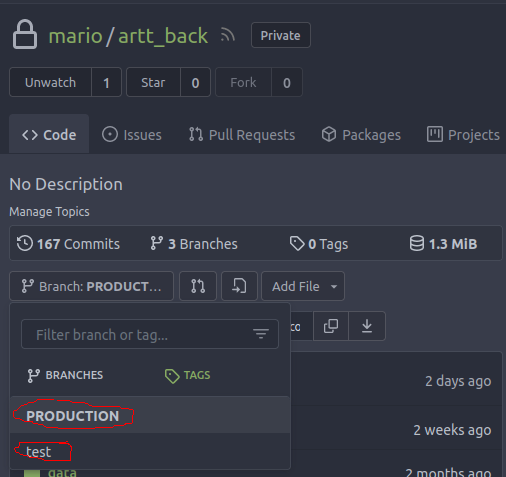 mario/artt_back Private
Unwatch 1 Star 0 Fork 0
Code Issues Pull Requests Packages Projects
No Description
Manage Topics
167 Commits 3 Branches 0 Tags 1.3 MiB
Branch: PRODUCT... Add File
Filter branch or tag... co
BRANCHES TAGS
2 days ago
PRODUCTION
2 weeks ago
test
data 2 months ago